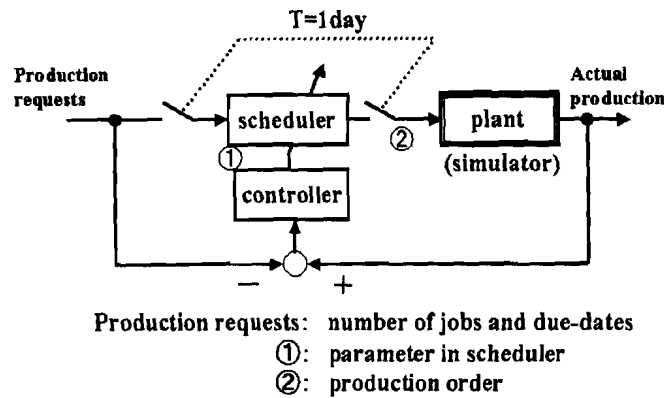 T=1day
Production
requests
Actual
production
scheduler
plant
②
(simulator)
①
controller
− +
Production requests: number of jobs and due-dates
①: parameter in scheduler
②: production order